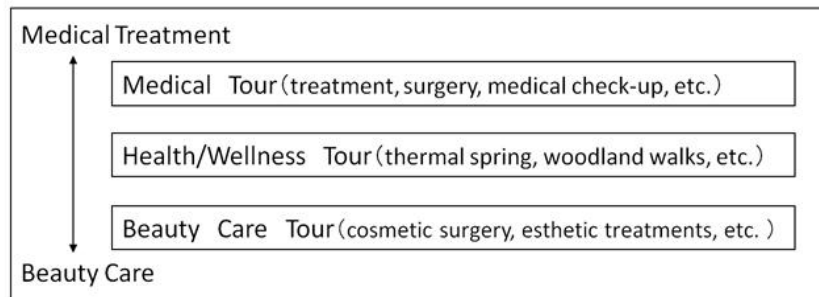 Medical Treatment
Medical Tour（treatment, surgery, medical check-up, etc.）
Health/Wellness Tour（thermal spring, woodland walks, etc.）
Beauty Care Tour（cosmetic surgery, esthetic treatments, etc. ）
Beauty Care